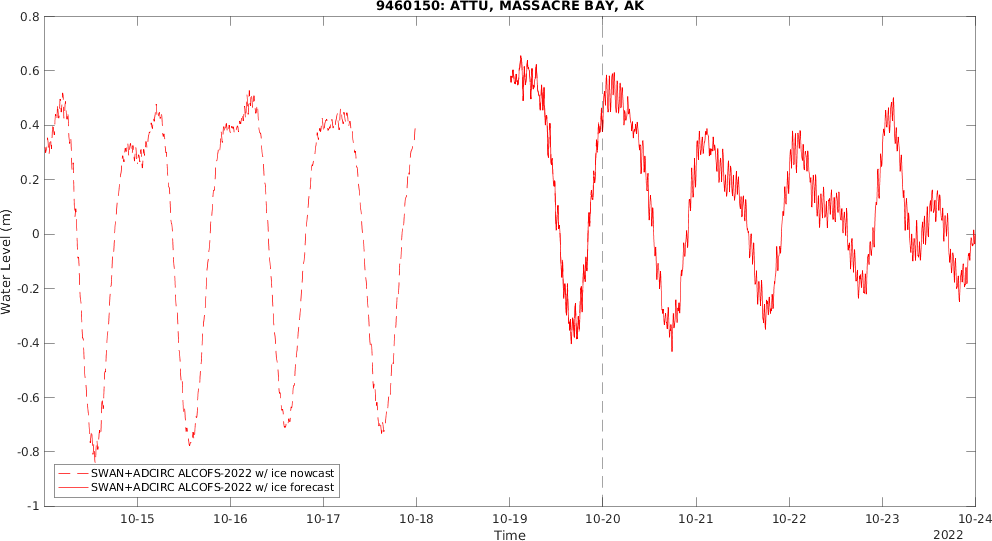 9460150: ATTU, MASSACRE BAY, AK
0.8
0.6
0.4
0.2
0
-0.2
-0.4
-0.6
-0.8
-1
Water Level (m)
SWAN+ADCIRC ALCOFS-2022 w/ ice nowcast
SWAN+ADCIRC ALCOFS-2022 w/ ice forecast
10-15 10-16 10-17 10-18 10-19 10-20 10-21 10-22 10-23 10-24
Time
2022